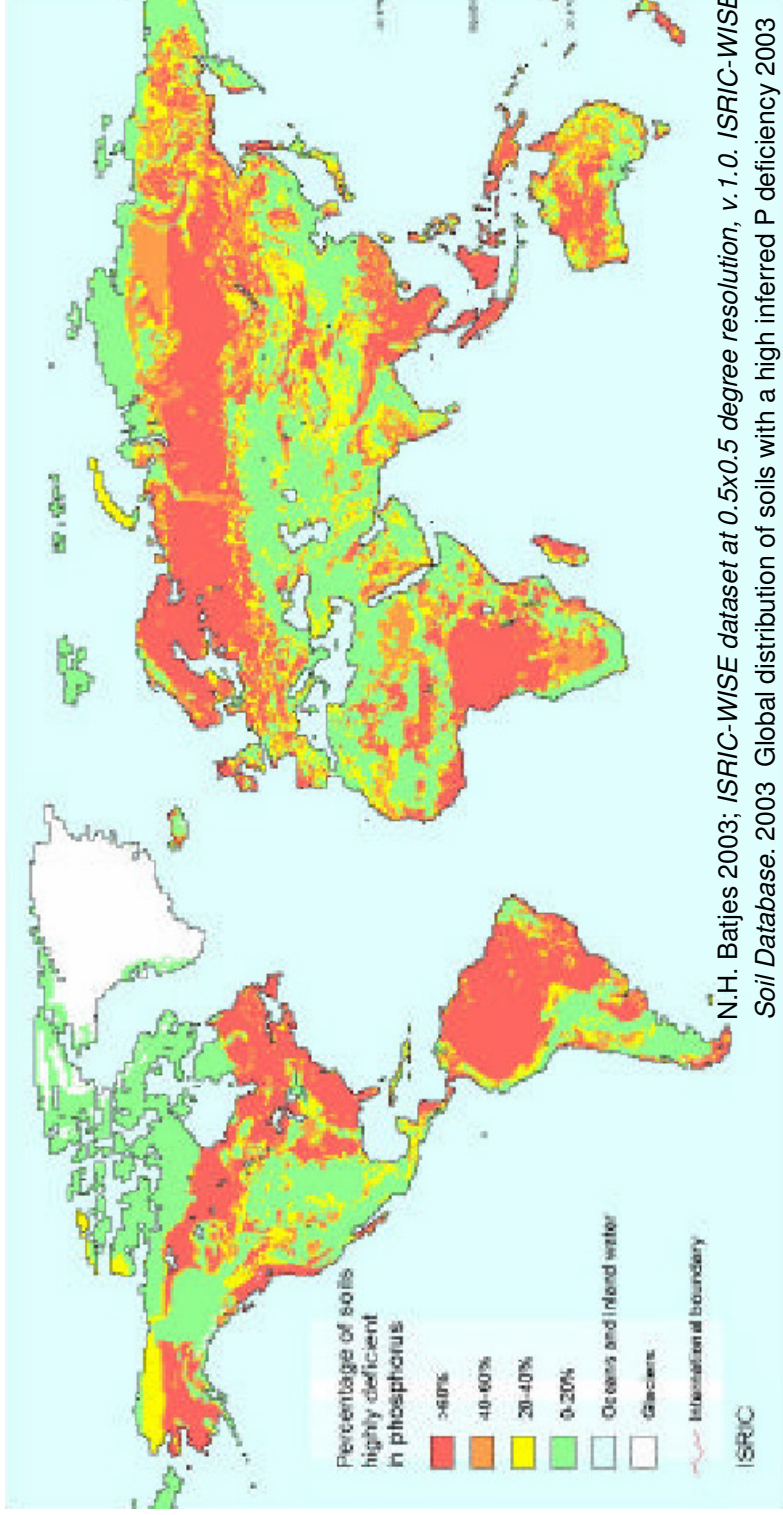 Percentage of soils
highly deficient
in phosphorus
>60%
40-60%
20-40%
0-20%
Oceans and inland water
Glaciers
International boundary
ISRIC
N.H. Batjes 2003; ISRIC-WISE dataset at 0.5x0.5 degree resolution, v.1.0. ISRIC-WISE
Soil Database. 2003 Global distribution of soils with a high inferred P deficiency 2003